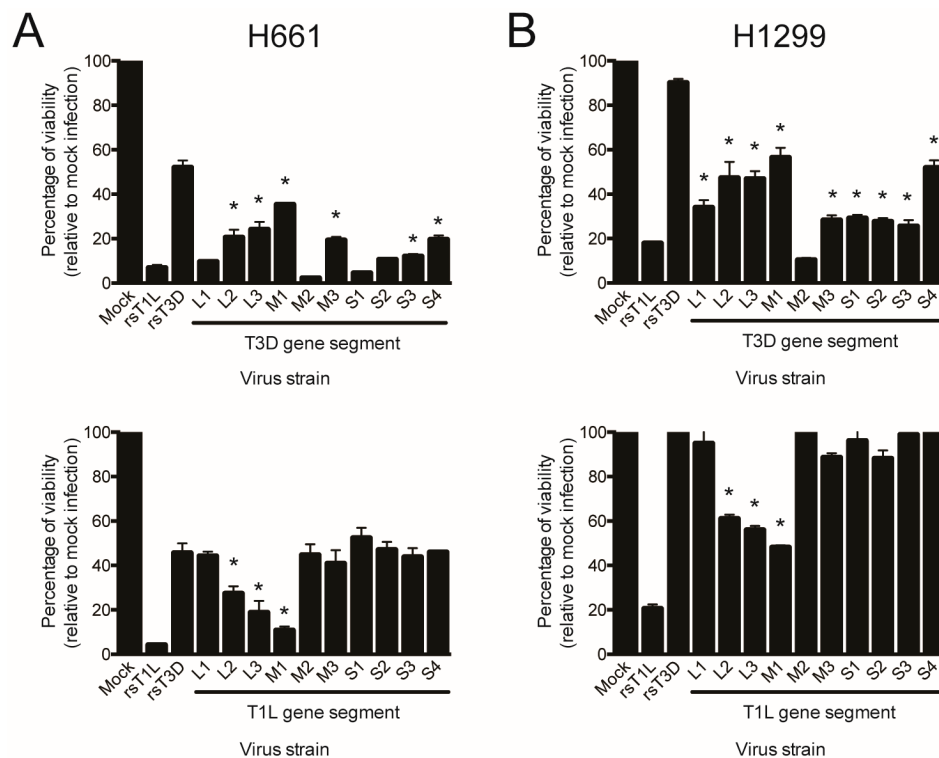 A
H661
Percentage of viability
(relative to mock infection)
100
80
60
40
20
0
* * * * * *
Mock rsT1L rsT3D L1 L2 L3 M1 M2 M3 S1 S2 S3 S4
T3D gene segment
Virus strain
B
H1299
Percentage of viability
(relative to mock infection)
100
80
60
40
20
0
* * * * * * * * *
Mock rsT1L rsT3D L1 L2 L3 M1 M2 M3 S1 S2 S3 S4
T3D gene segment
Virus strain
Percentage of viability
(relative to mock infection)
100
80
60
40
20
0
* * *
Mock rsT1L rsT3D L1 L2 L3 M1 M2 M3 S1 S2 S3 S4
T1L gene segment
Virus strain
Percentage of viability
(relative to mock infection)
100
80
60
40
20
0
* * *
Mock rsT1L rsT3D L1 L2 L3 M1 M2 M3 S1 S2 S3 S4
T1L gene segment
Virus strain